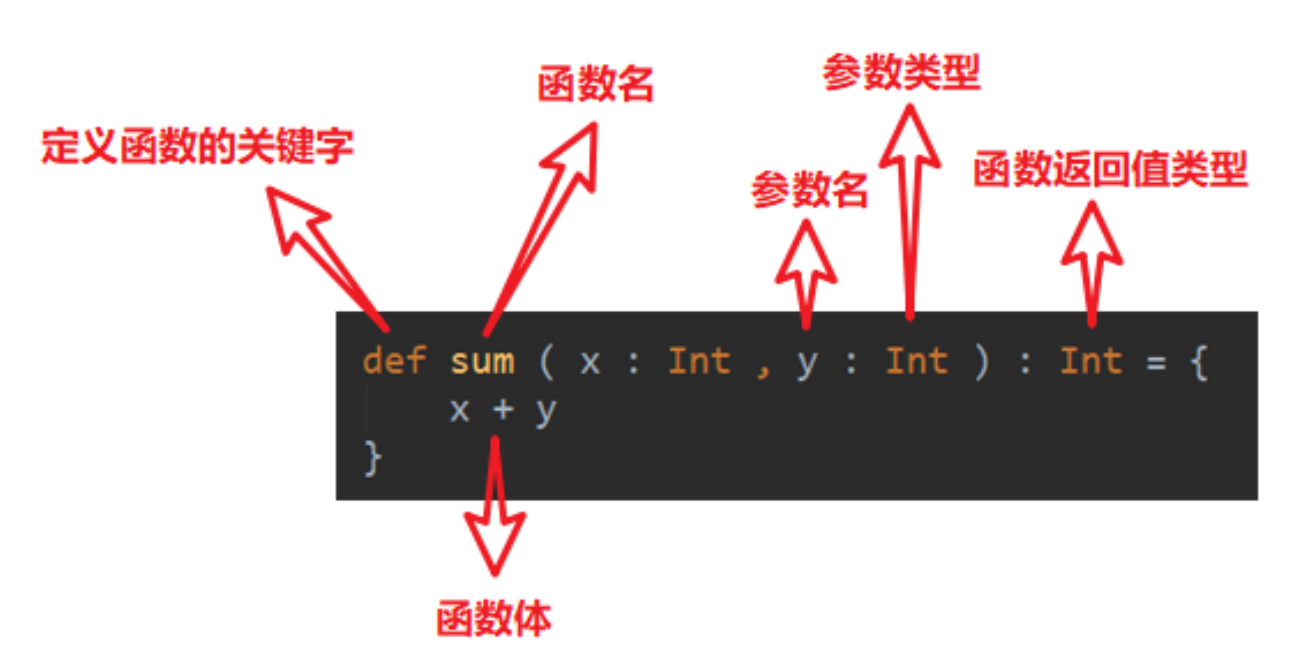 函数名
参数类型
定义函数的关键字
参数名
函数返回值类型
def sum ( x : Int , y : Int ) : Int = {
x + y
}
函数体